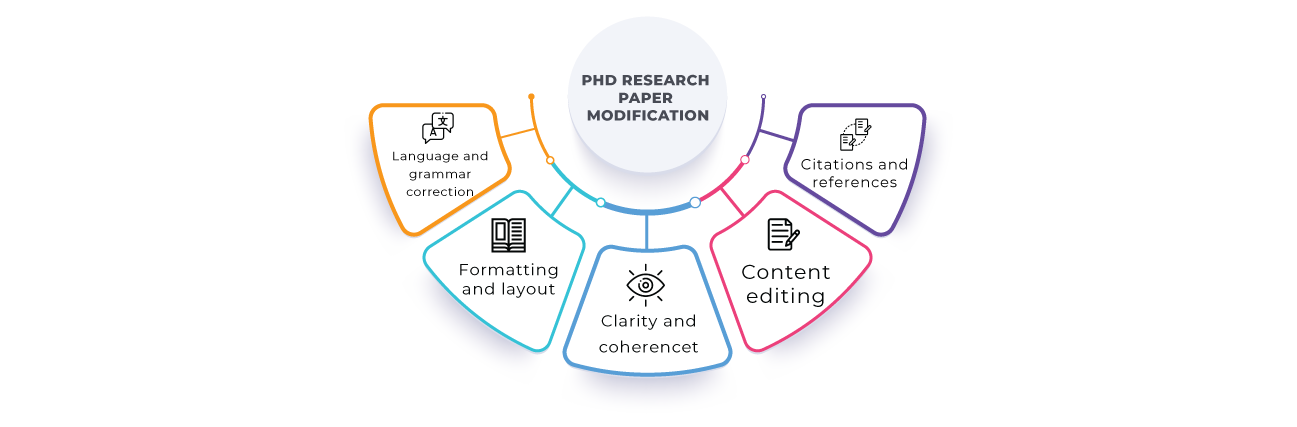 PHD RESEARCH
PAPER
MODIFICATION
Language and
grammar
correction
Formatting
and layout
Clarity and
coherencet
Content
editing
Citations and
references